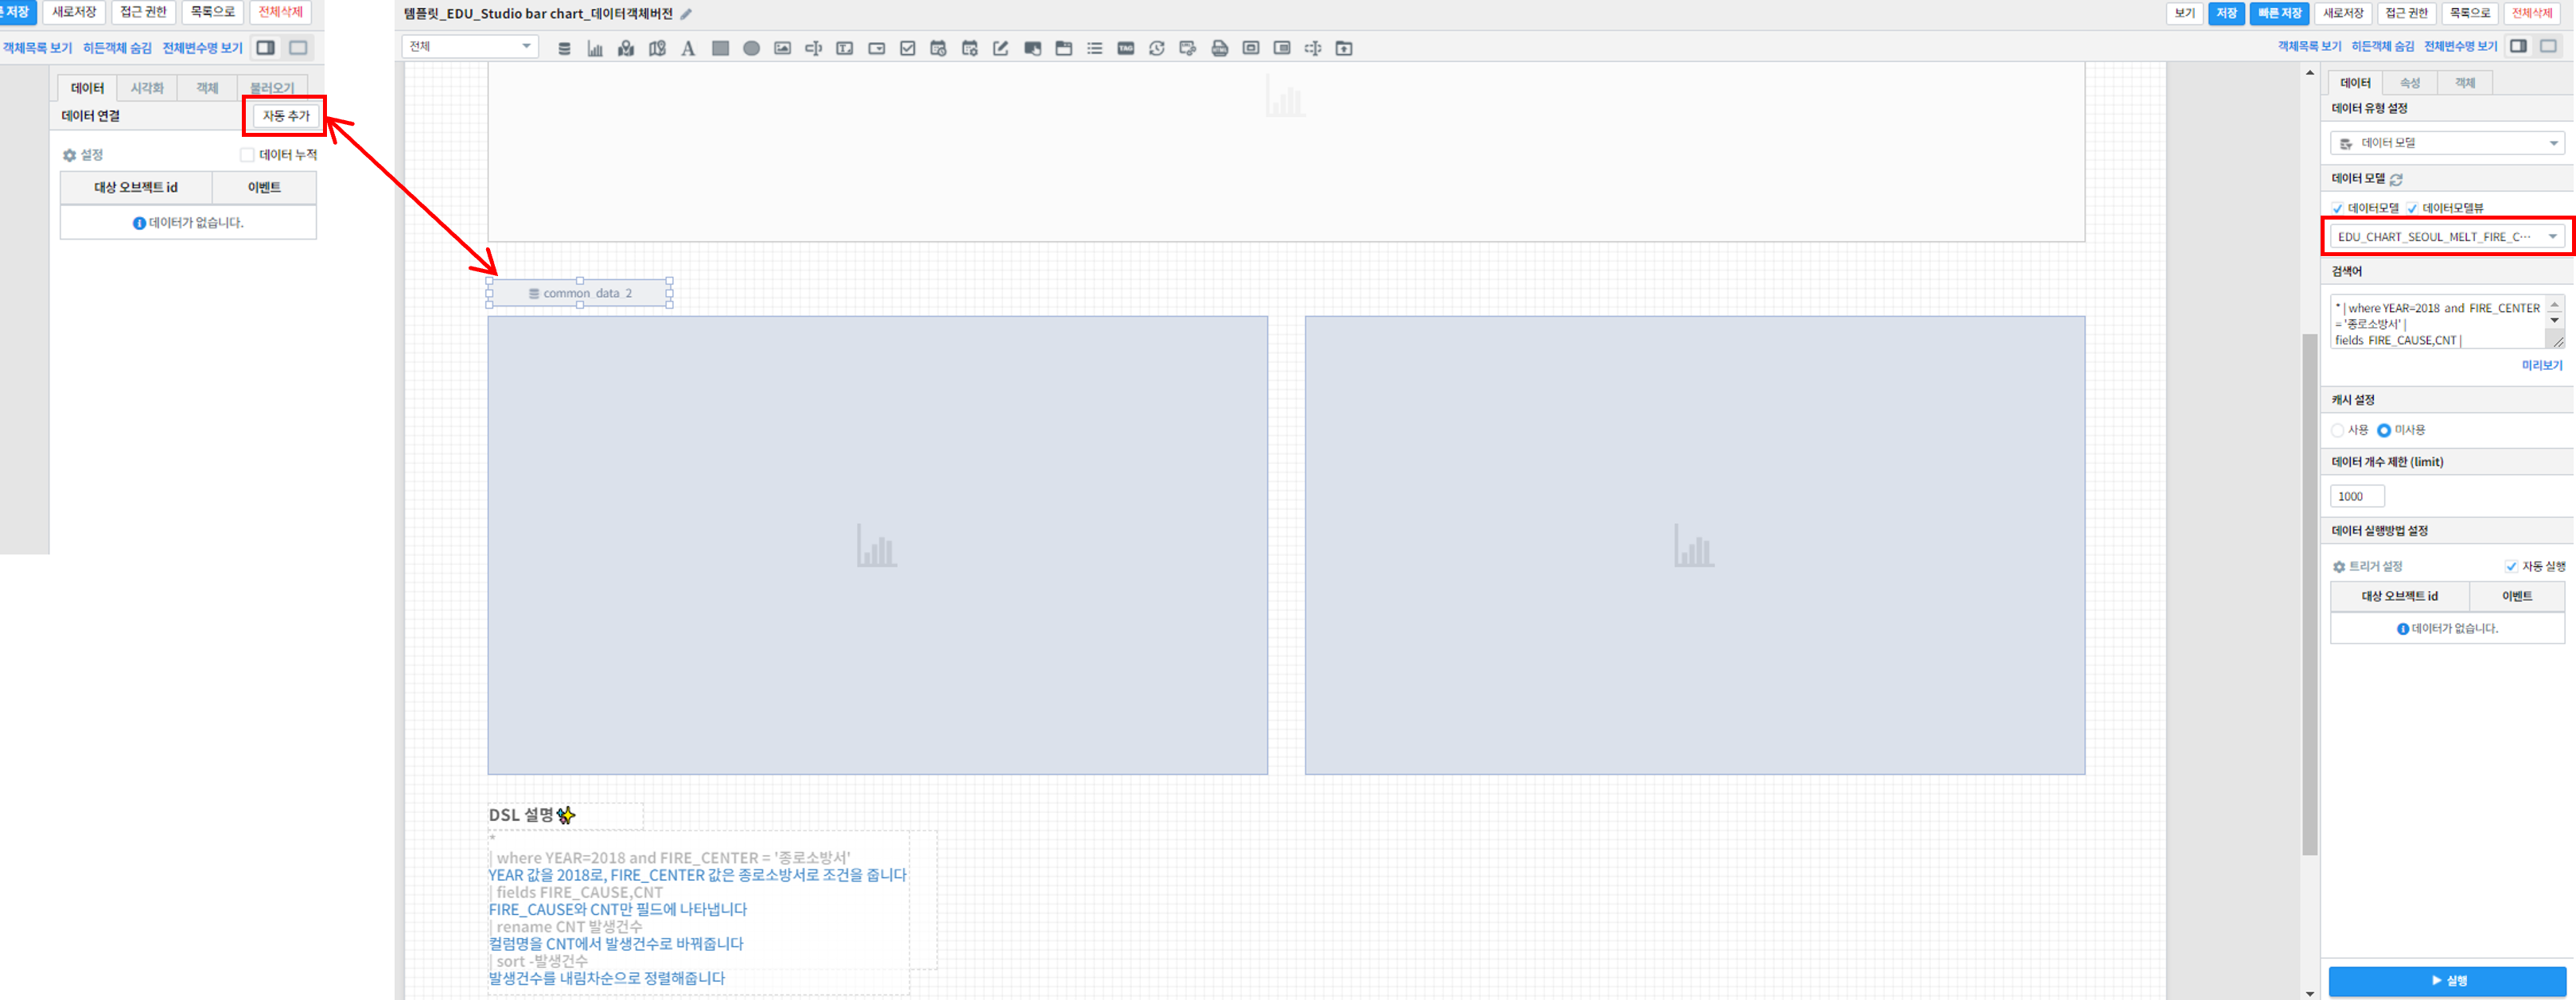 른 저장
새로저장
접근 권한
목록으로
전체삭제
객체목록 보기
히든객체 숨김
전체변수명 보기
데이터
시각화
객체
불러오기
데이터 연결
자동 추가
설정
데이터 누적
대상 오브젝트 id
이벤트
데이터가 없습니다.
템플릿_EDU_Studio bar chart_데이터객체버전
보기
저장
빠른 저장
새로저장
접근 권한
목록으로
전체삭제
전체
TAG
객체목록 보기
히든객체 숨김
전체변수명 보기
common_data_2
DSL 설명✨
*
| where YEAR=2018 and FIRE_CENTER = '종로소방서'
YEAR 값을 2018로, FIRE_CENTER 값은 종로소방서로 조건을 줍니다
| fields FIRE_CAUSE,CNT
FIRE_CAUSE와 CNT만 필드에 나타냅니다
| rename CNT 발생건수
컬럼명을 CNT에서 발생건수로 바꿔줍니다
| sort -발생건수
발생건수를 내림차순으로 정렬해줍니다
데이터
속성
객체
데이터 유형 설정
데이터 모델
데이터 모델
데이터모델
데이터모델뷰
EDU_CHART_SEOUL_MELT_FIRE_C···
검색어
* | where YEAR=2018 and FIRE_CENTER
= '종로소방서' |
fields FIRE_CAUSE,CNT |
미리보기
캐시 설정
사용
미사용
데이터 개수 제한 (limit)
1000
데이터 실행방법 설정
트리거 설정
자동 실행
대상 오브젝트 id
이벤트
데이터가 없습니다.
실행